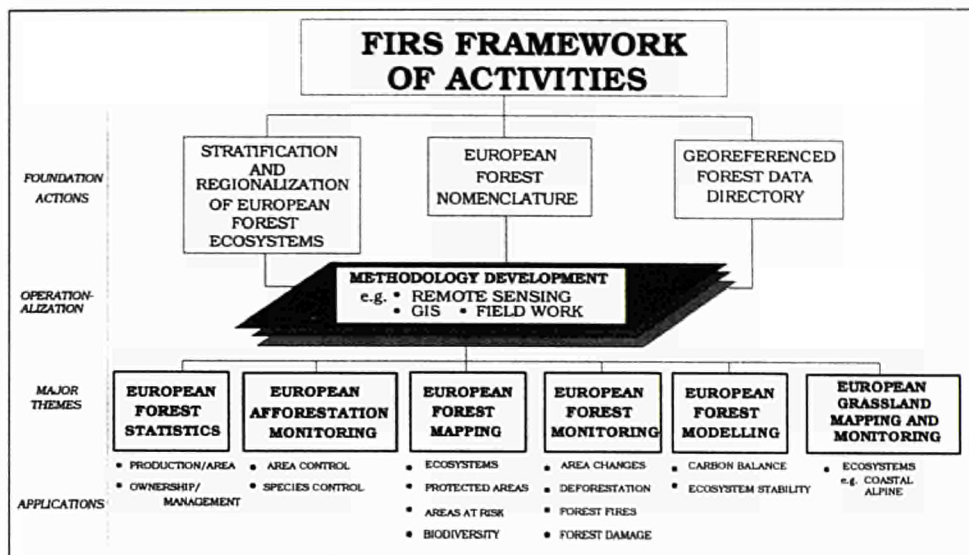 FIRS FRAMEWORK
OF ACTIVITIES
FOUNDATION
ACTIONS
STRATIFICATION
AND
REGIONALIZATION
OF EUROPEAN
FOREST
ECOSYSTEMS
EUROPEAN
FOREST
NOMENCLATURE
GEOREFERENCED
FOREST DATA
DIRECTORY
OPERATION-
ALIZATION
METHODOLOGY DEVELOPMENT
e.g. • REMOTE SENSING
• GIS • FIELD WORK
MAJOR
THEMES
EUROPEAN
FOREST
STATISTICS
EUROPEAN
AFFORESTATION
MONITORING
EUROPEAN
FOREST
MAPPING
EUROPEAN
FOREST
MONITORING
EUROPEAN
FOREST
MODELLING
EUROPEAN
GRASSLAND
MAPPING AND
MONITORING
APPLICATIONS
• PRODUCTION/AREA
• OWNERSHIP/
MANAGEMENT
• AREA CONTROL
• SPECIES CONTROL
• ECOSYSTEMS
• PROTECTED AREAS
• AREAS AT RISK
• BIODIVERSITY
• AREA CHANGES
• DEFORESTATION
• FOREST FIRES
• FOREST DAMAGE
• CARBON BALANCE
• ECOSYSTEM STABILITY
• ECOSYSTEMS
e.g. COASTAL
ALPINE